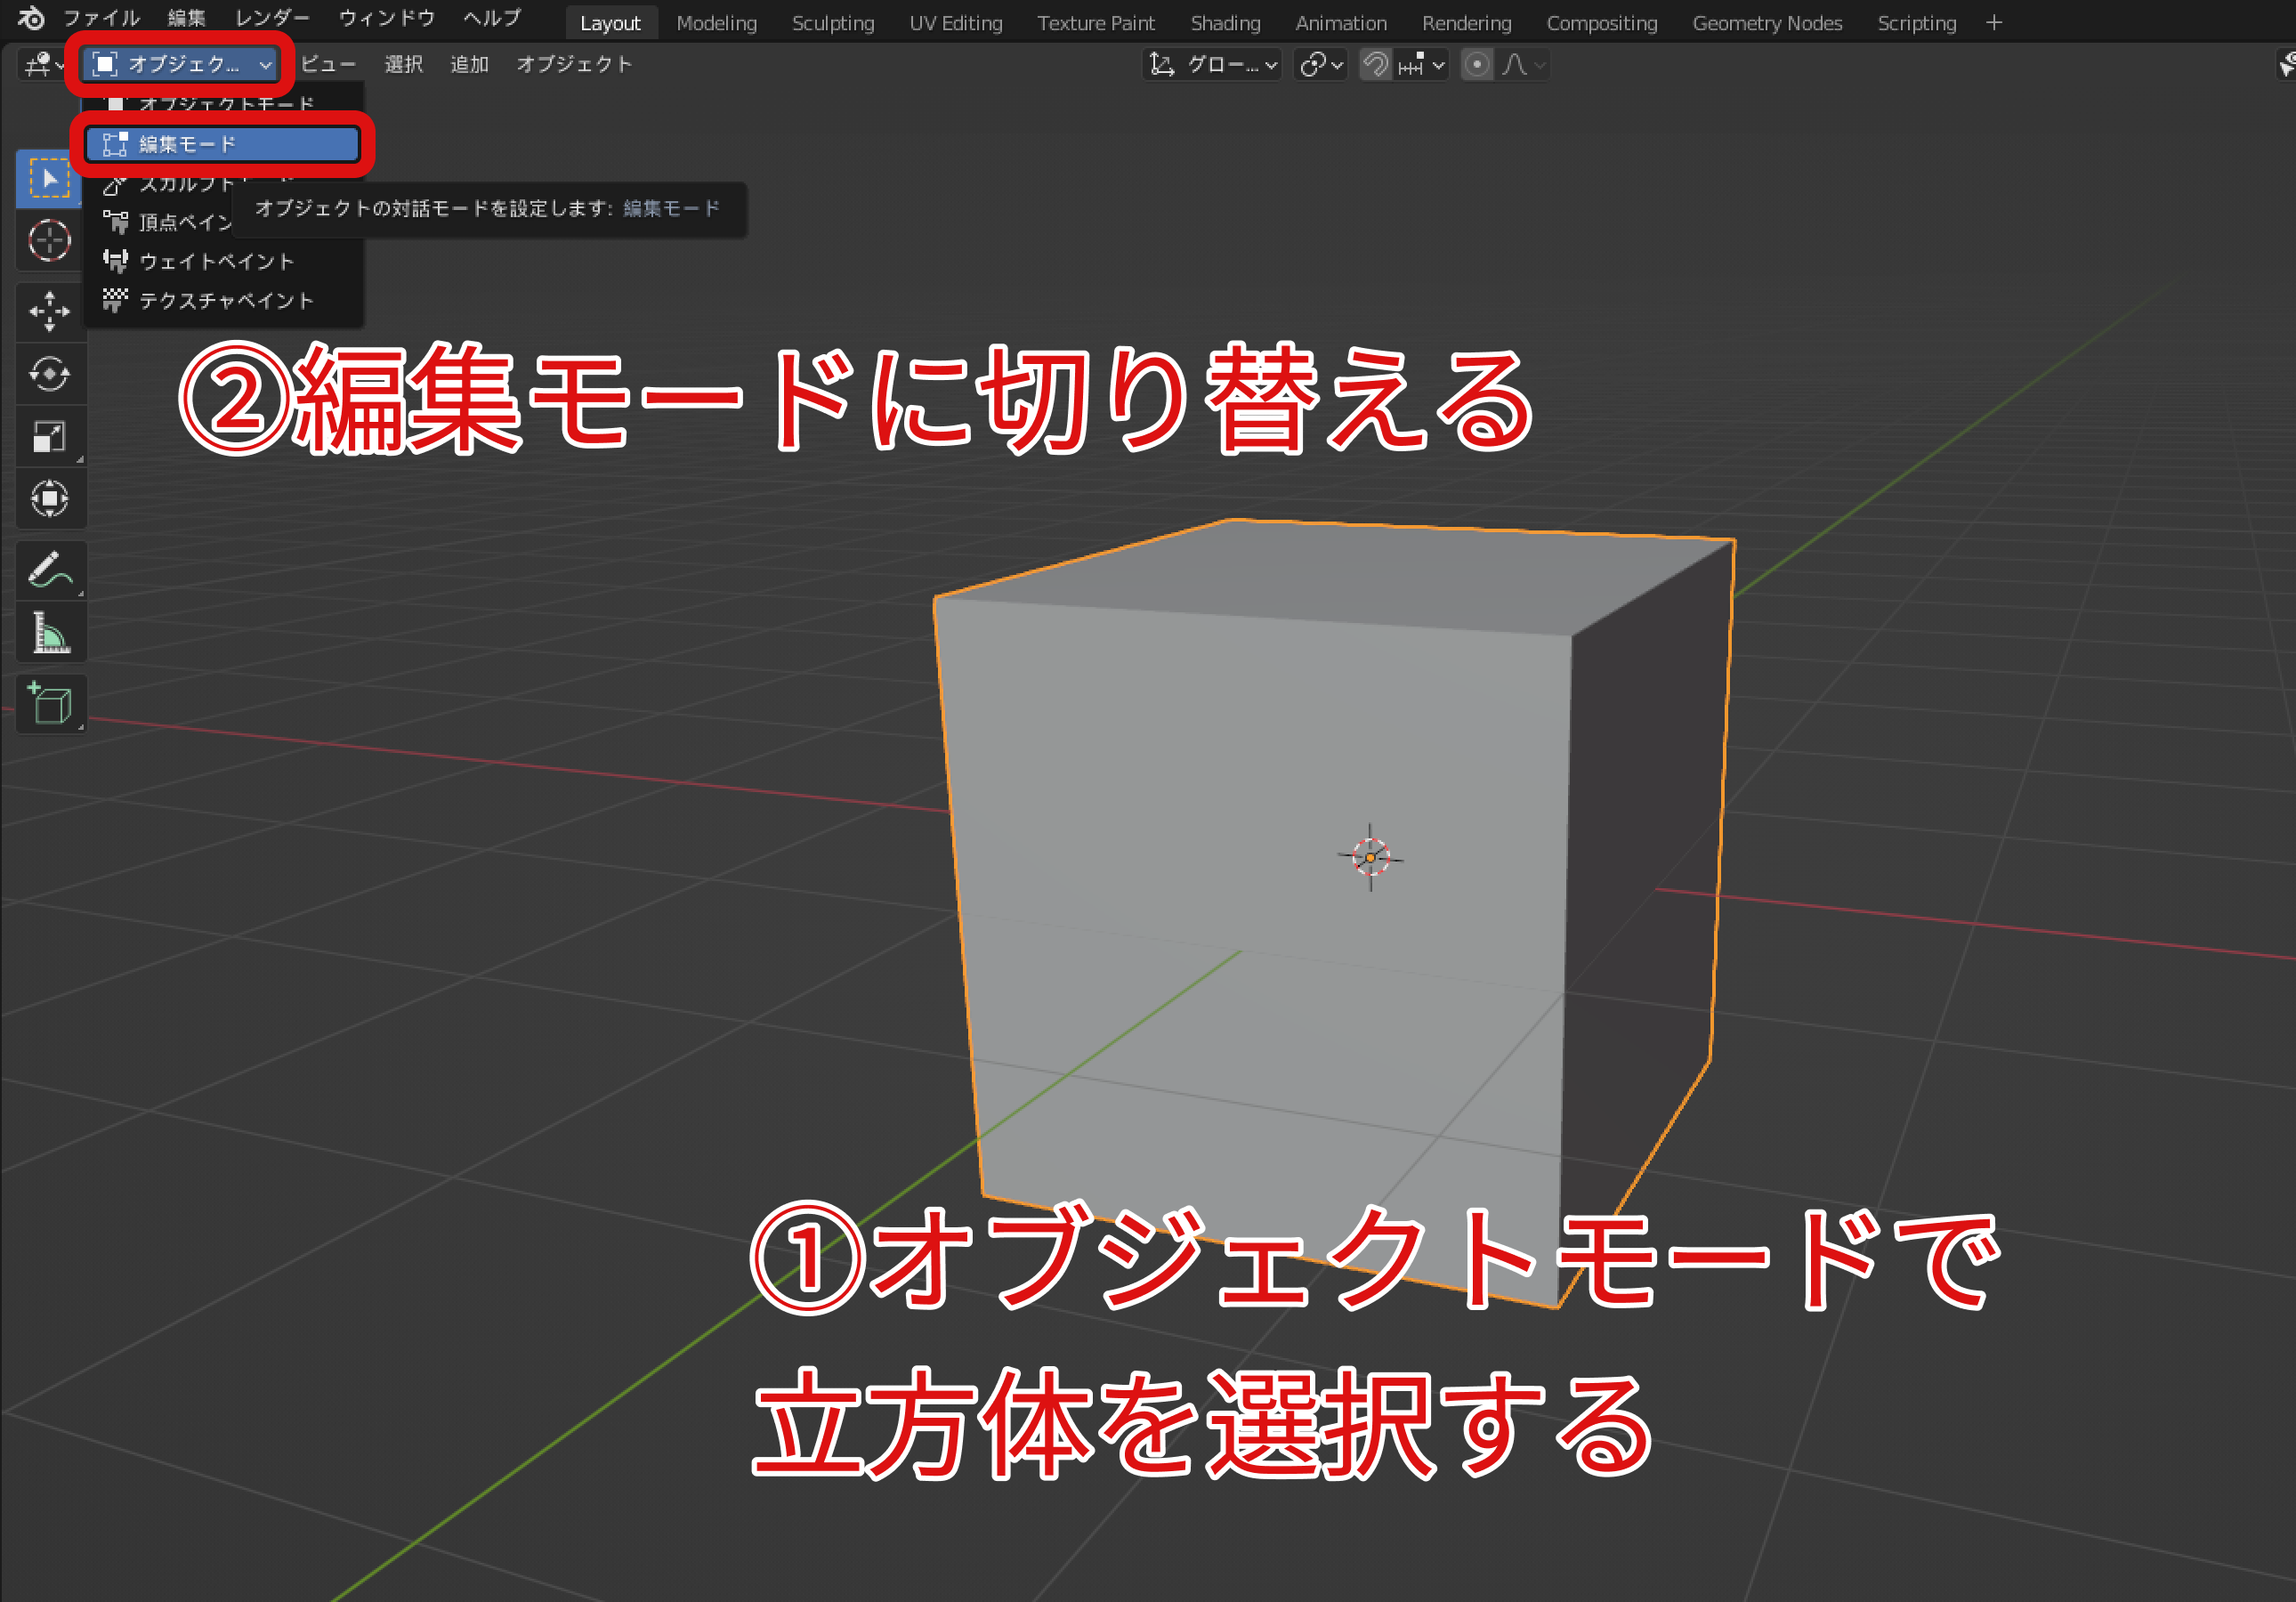 ファイル 編集 レンダー ウィンドウ ヘルプ Layout Modeling Sculpting UV Editing Texture Paint Shading Animation Rendering Compositing Geometry Nodes Scripting +
オブジェク... ビュー 選択 追加 オブジェクト グロー...
オブジェクトモード
編集モード
スカルプト
オブジェクトの対話モードを設定します: 編集モード
頂点ペイン
ウェイトペイント
テクスチャペイント
②編集モードに切り替える
①オブジェクトモードで
立方体を選択する